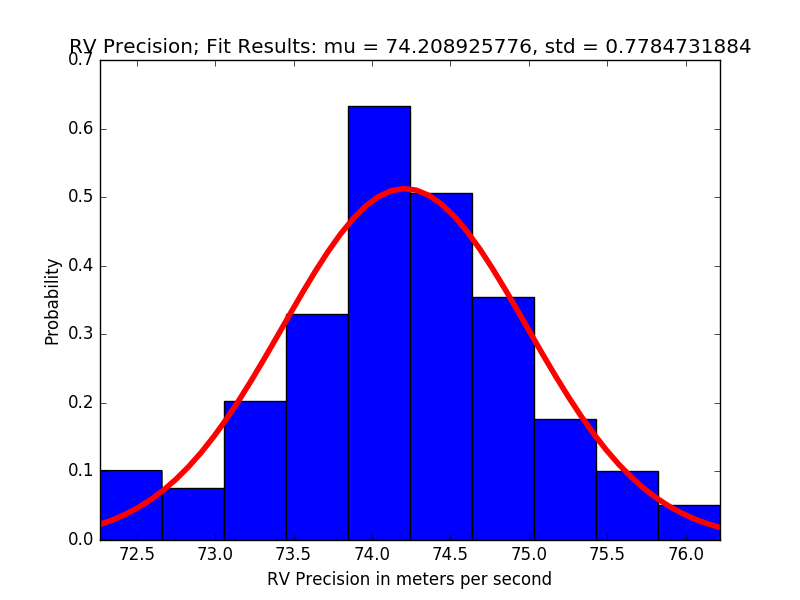 RV Precision; Fit Results: mu = 74.208925776, std = 0.7784731884
0.7
0.6
0.5
0.4
0.3
0.2
0.1
0.0
Probability
72.5 73.0 73.5 74.0 74.5 75.0 75.5 76.0
RV Precision in meters per second